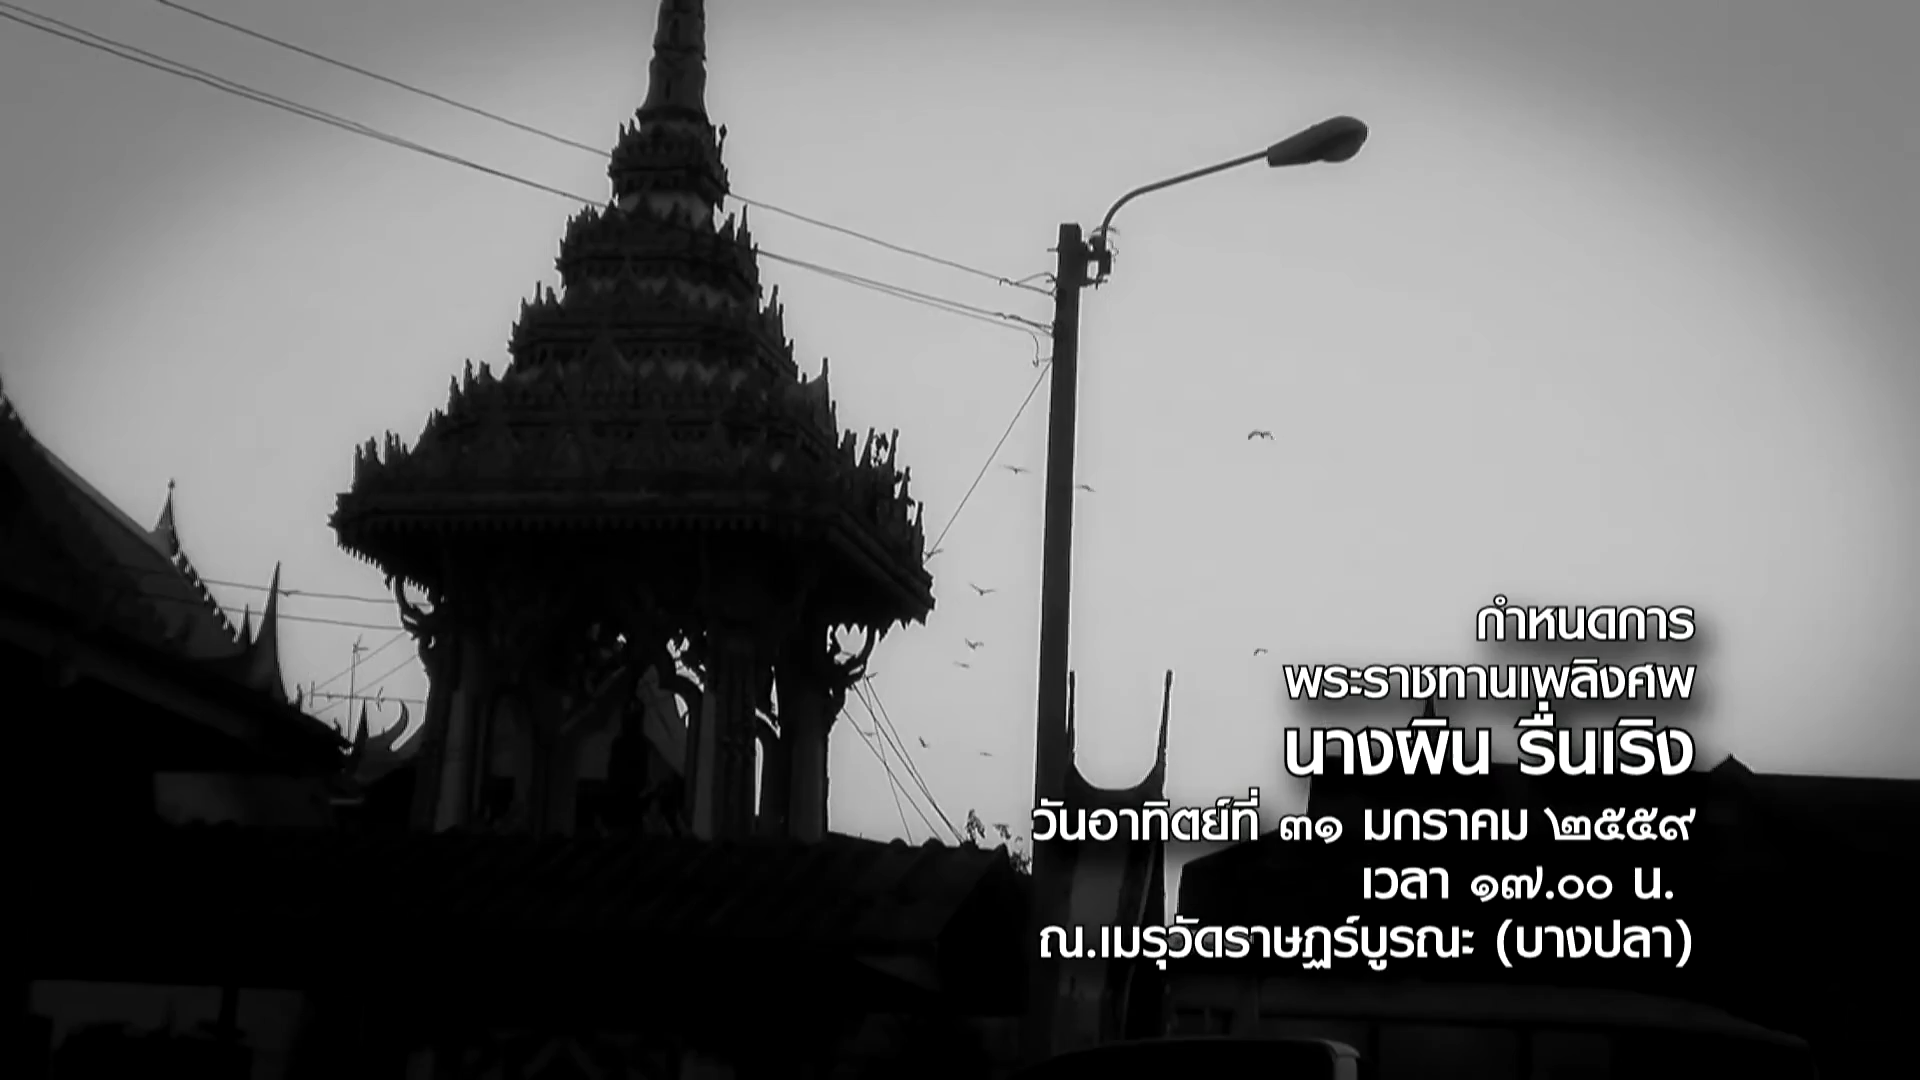 กำหนดการ
พระราชทานเพลิงศพ
นางผิน รื่นเริง
วันอาทิตย์ที่ ๓๑ มกราคม ๒๕๕๙
เวลา ๑๗.๐๐ น.
ณ.เมรุวัดราษฏร์บูรณะ (บางปลา)